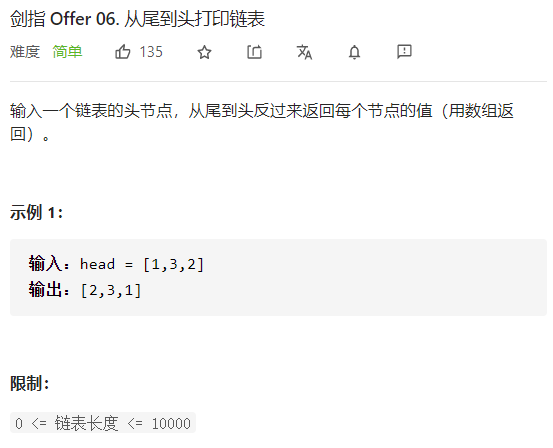 剑指 Offer 06. 从尾到头打印链表
难度 简单 135
输入一个链表的头节点，从尾到头反过来返回每个节点的值（用数组返
回）。
示例 1：
输入：head = [1,3,2]
输出：[2,3,1]
限制：
0 <= 链表长度 <= 10000